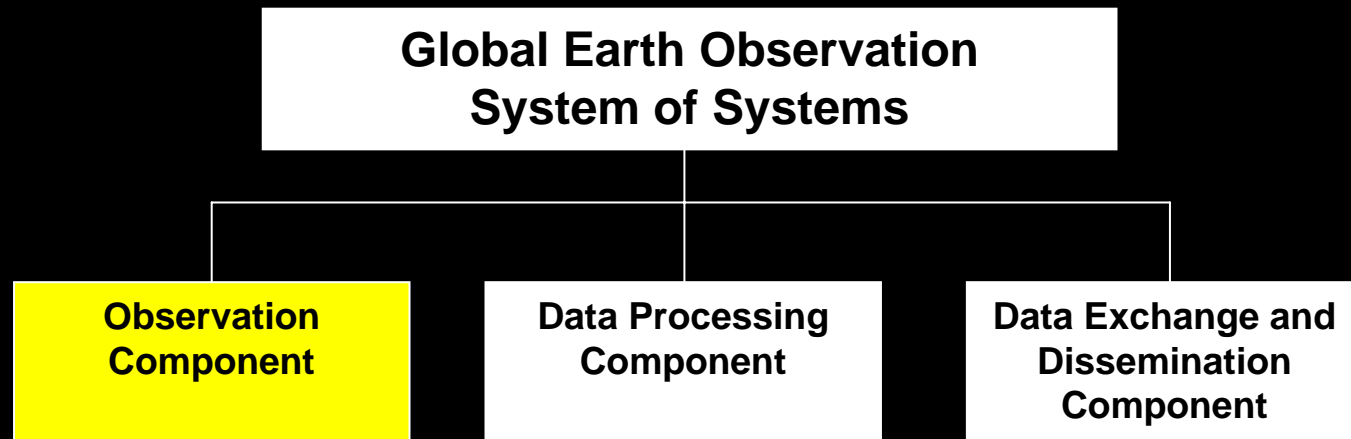 Global Earth Observation
System of Systems
Observation
Component
Data Processing
Component
Data Exchange and
Dissemination
Component